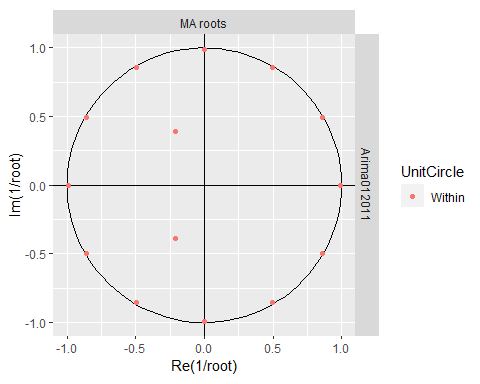 MA roots
1.0
0.5
0.0
-0.5
-1.0
Im(1/root)
-1.0 -0.5 0.0 0.5 1.0
Re(1/root)
Arima012011
UnitCircle
Within